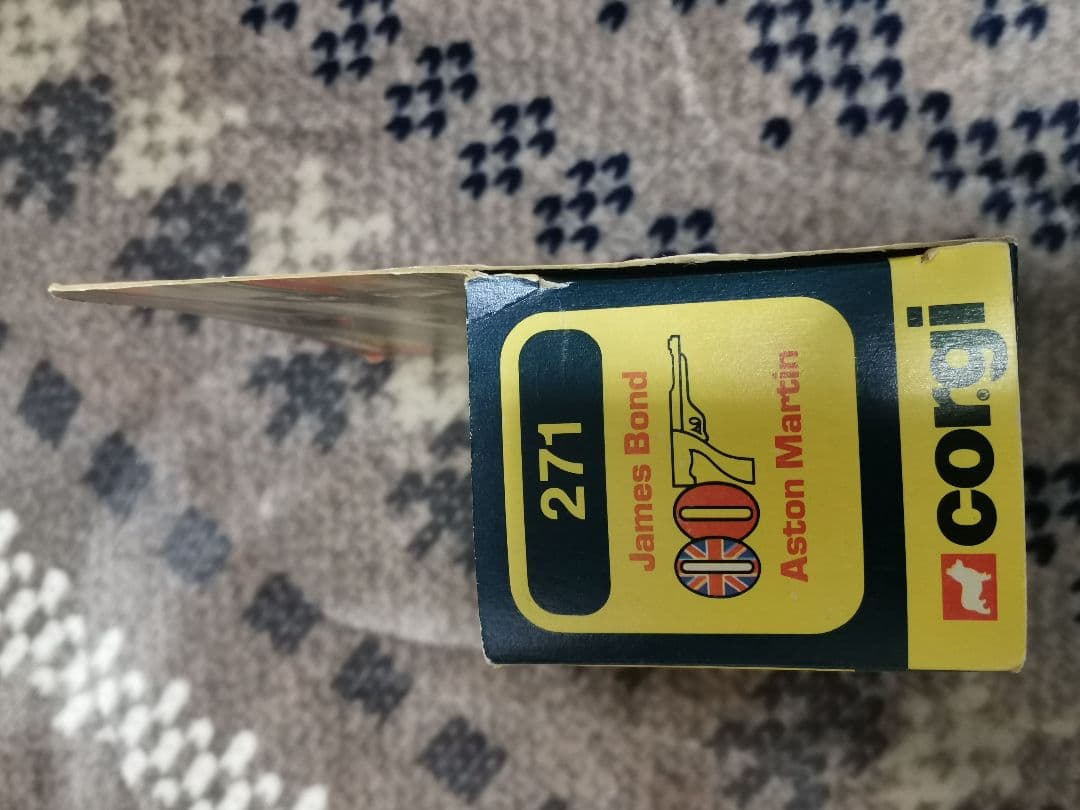 271
James Bond
007
Aston Martin
corgi®